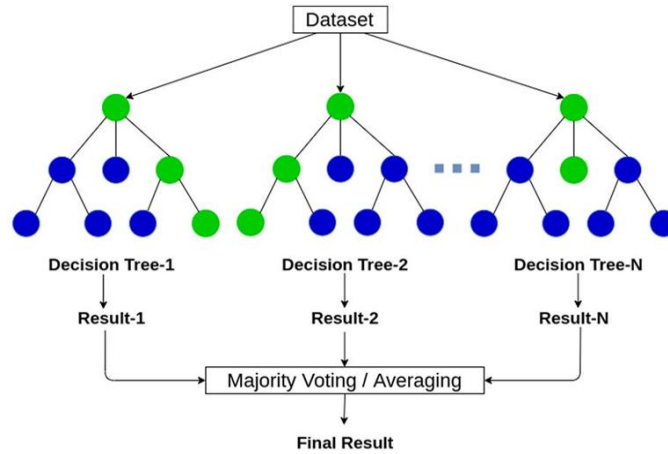 Dataset
Decision Tree-1
Decision Tree-2
Decision Tree-N
Result-1
Result-2
Result-N
Majority Voting / Averaging
Final Result